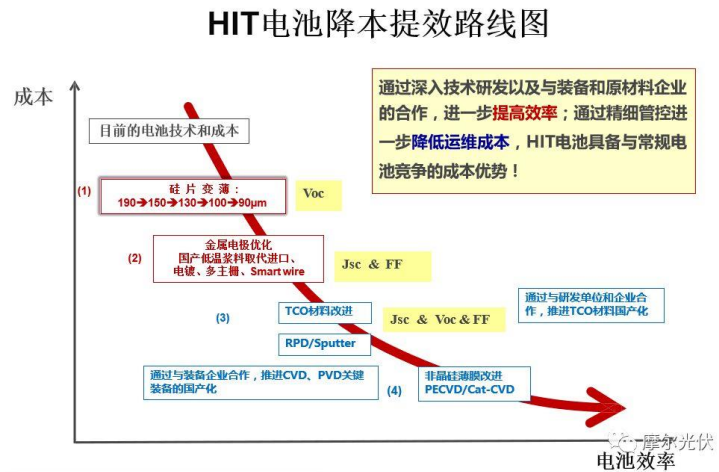 HIT电池降本提效路线图
成本
通过深入技术研发以及与装备和原材料企业
的合作，进一步提高效率；通过精细管控进
一步降低运维成本，HIT电池具备与常规电
池竞争的成本优势！
目前的电池技术和成本
(1)
硅 片 变 薄：
190➔150➔130➔100➔90μm
Voc
(2)
金属电极优化
国产低温浆料取代进口、
电镀、多主栅、Smart wire
Jsc & FF
(3)
TCO材料改进
RPD/Sputter
Jsc & Voc & FF
通过与研发单位和企业合
作，推进TCO材料国产化
通过与装备企业合作，推进CVD、PVD关键
装备的国产化
(4)
非晶硅薄膜改进
PECVD/Cat-CVD
摩尔光伏
电池效率